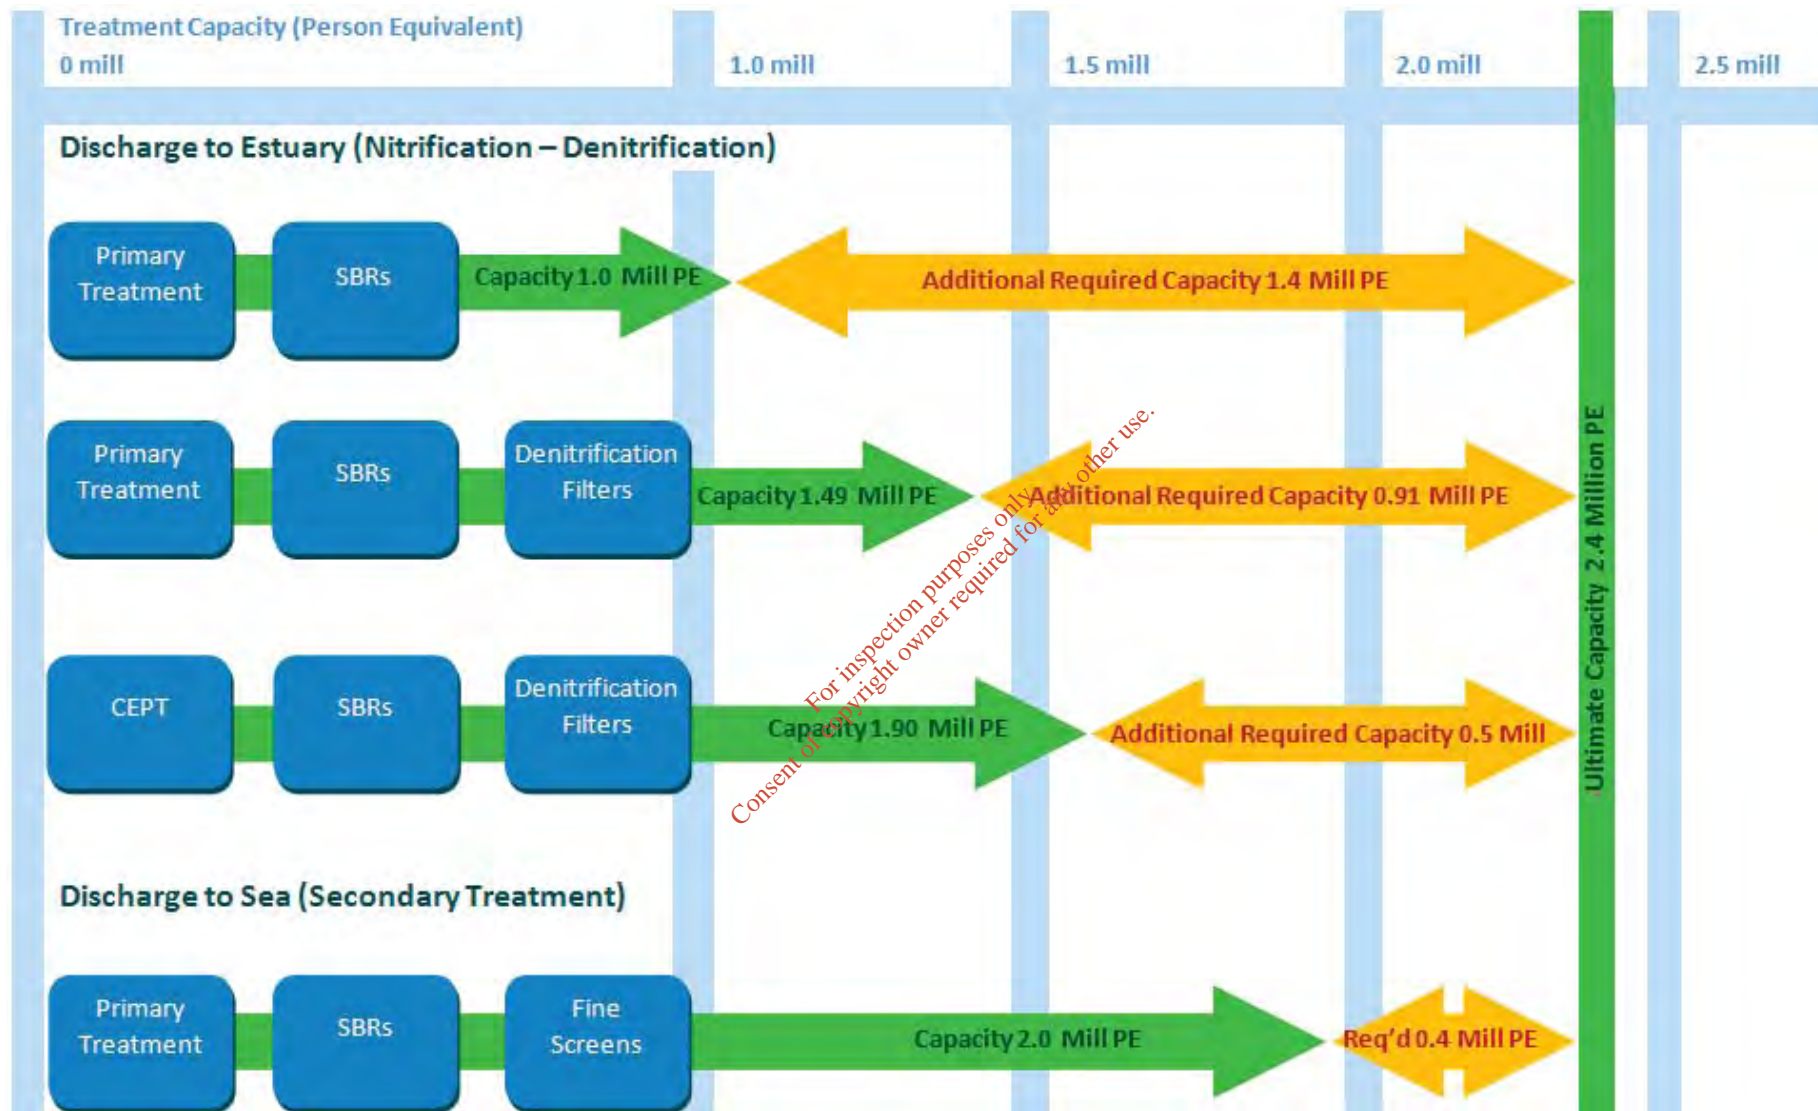 Treatment Capacity (Person Equivalent)
0 mill
1.0 mill
1.5 mill
2.0 mill
2.5 mill
Discharge to Estuary (Nitrification – Denitrification)
Primary
Treatment
SBRs
Capacity 1.0 Mill PE
Additional Required Capacity 1.4 Mill PE
Primary
Treatment
SBRs
Denitrification
Filters
Capacity 1.49 Mill PE
Additional Required Capacity 0.91 Mill PE
CEPT
SBRs
Denitrification
Filters
Capacity 1.90 Mill PE
Additional Required Capacity 0.5 Mill
Discharge to Sea (Secondary Treatment)
Primary
Treatment
SBRs
Fine
Screens
Capacity 2.0 Mill PE
Req'd 0.4 Mill PE
Ultimate Capacity 2.4 Million PE
For inspection purposes only.
Consent of copyright owner required for any other use.